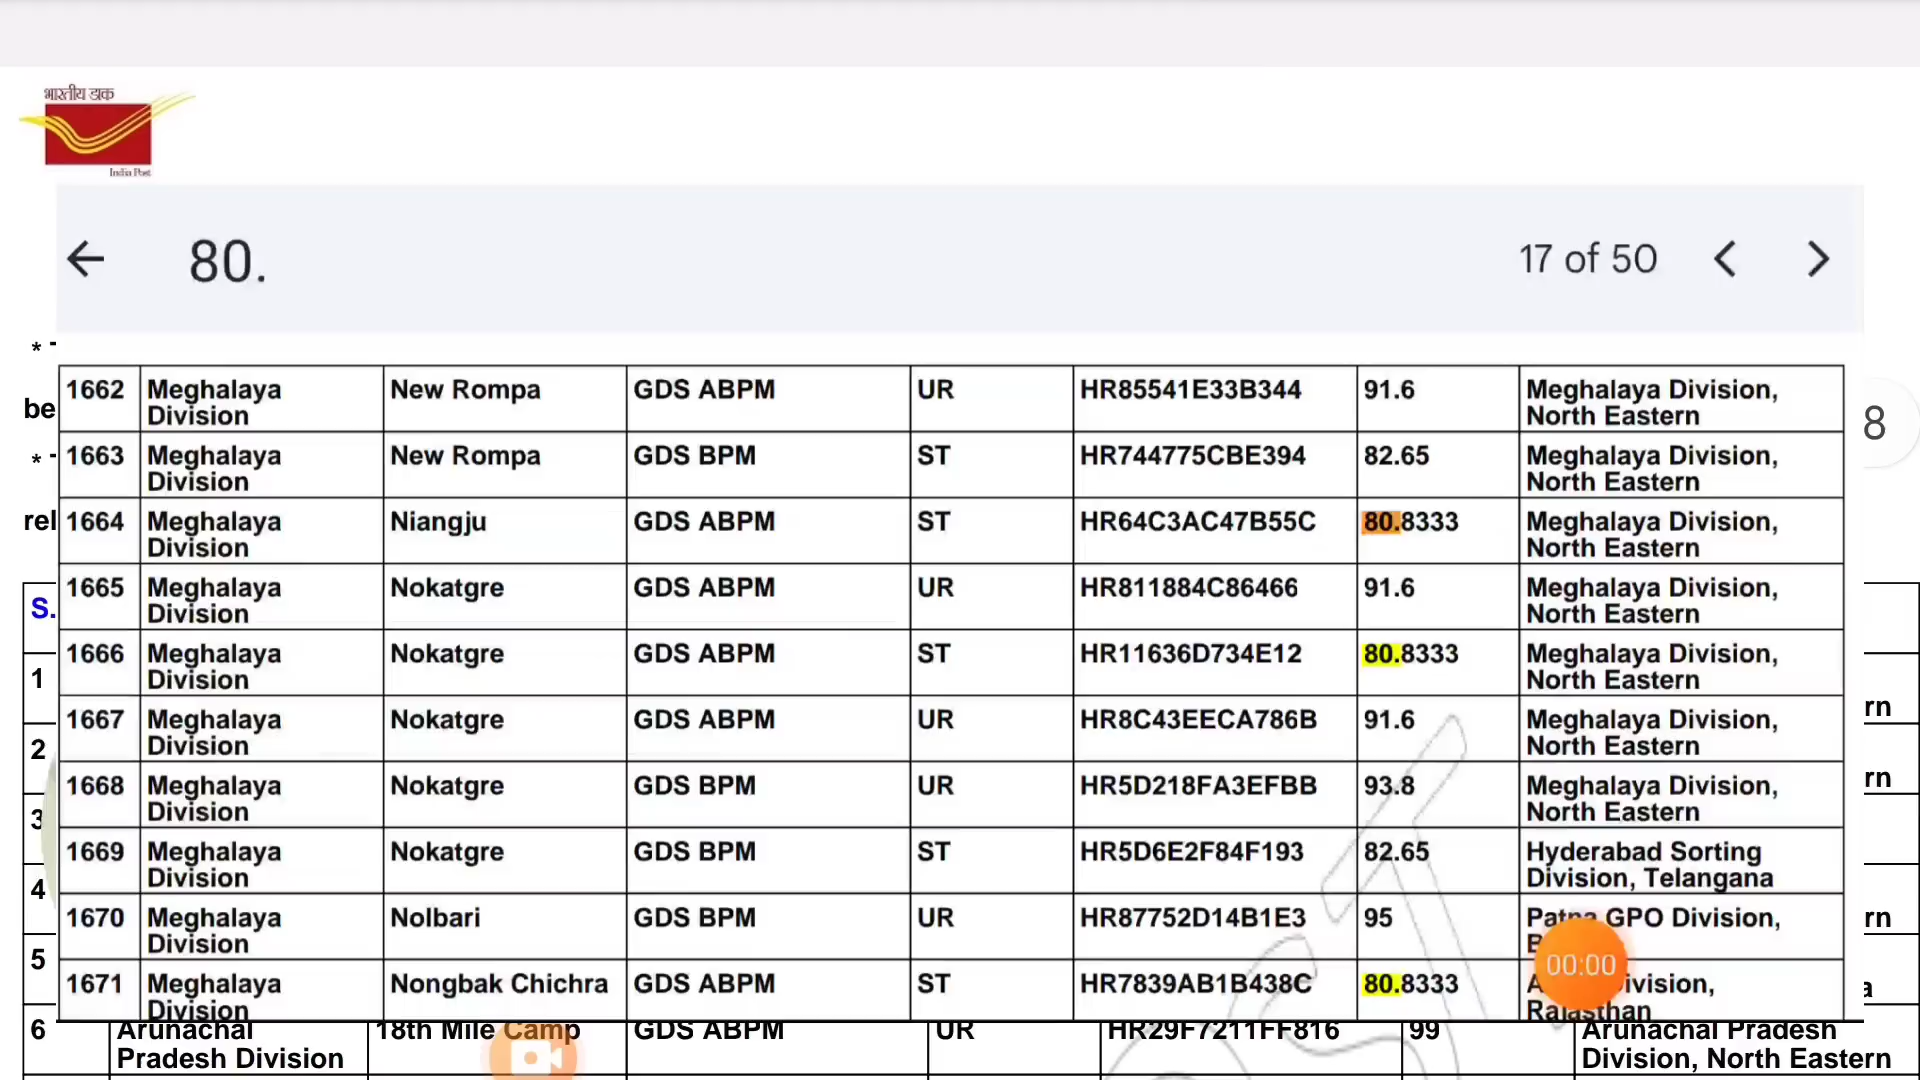 भारतीय डाक
India Post
80.
17 of 50
* -
be
8
* -
rel
1662 Meghalaya Division New Rompa GDS ABPM UR HR85541E33B344 91.6 Meghalaya Division, North Eastern
1663 Meghalaya Division New Rompa GDS BPM ST HR744775CBE394 82.65 Meghalaya Division, North Eastern
1664 Meghalaya Division Niangju GDS ABPM ST HR64C3AC47B55C 80.8333 Meghalaya Division, North Eastern
1665 Meghalaya Division Nokatgre GDS ABPM UR HR811884C86466 91.6 Meghalaya Division, North Eastern
1666 Meghalaya Division Nokatgre GDS ABPM ST HR11636D734E12 80.8333 Meghalaya Division, North Eastern
1667 Meghalaya Division Nokatgre GDS ABPM UR HR8C43EECA786B 91.6 Meghalaya Division, North Eastern
1668 Meghalaya Division Nokatgre GDS BPM UR HR5D218FA3EFBB 93.8 Meghalaya Division, North Eastern
1669 Meghalaya Division Nokatgre GDS BPM ST HR5D6E2F84F193 82.65 Hyderabad Sorting Division, Telangana
1670 Meghalaya Division Nolbari GDS BPM UR HR87752D14B1E3 95 Patna GPO Division,
1671 Meghalaya Division Nongbak Chichra GDS ABPM ST HR7839AB1B438C 80.8333 Rajasthan
S.
1 rn
2 rn
3
4 rn
5 a
00:00
6 Arunachal Pradesh Division 18th Mile Camp GDS ABPM UR HR29F7211FF816 99 Arunachal Pradesh Division, North Eastern